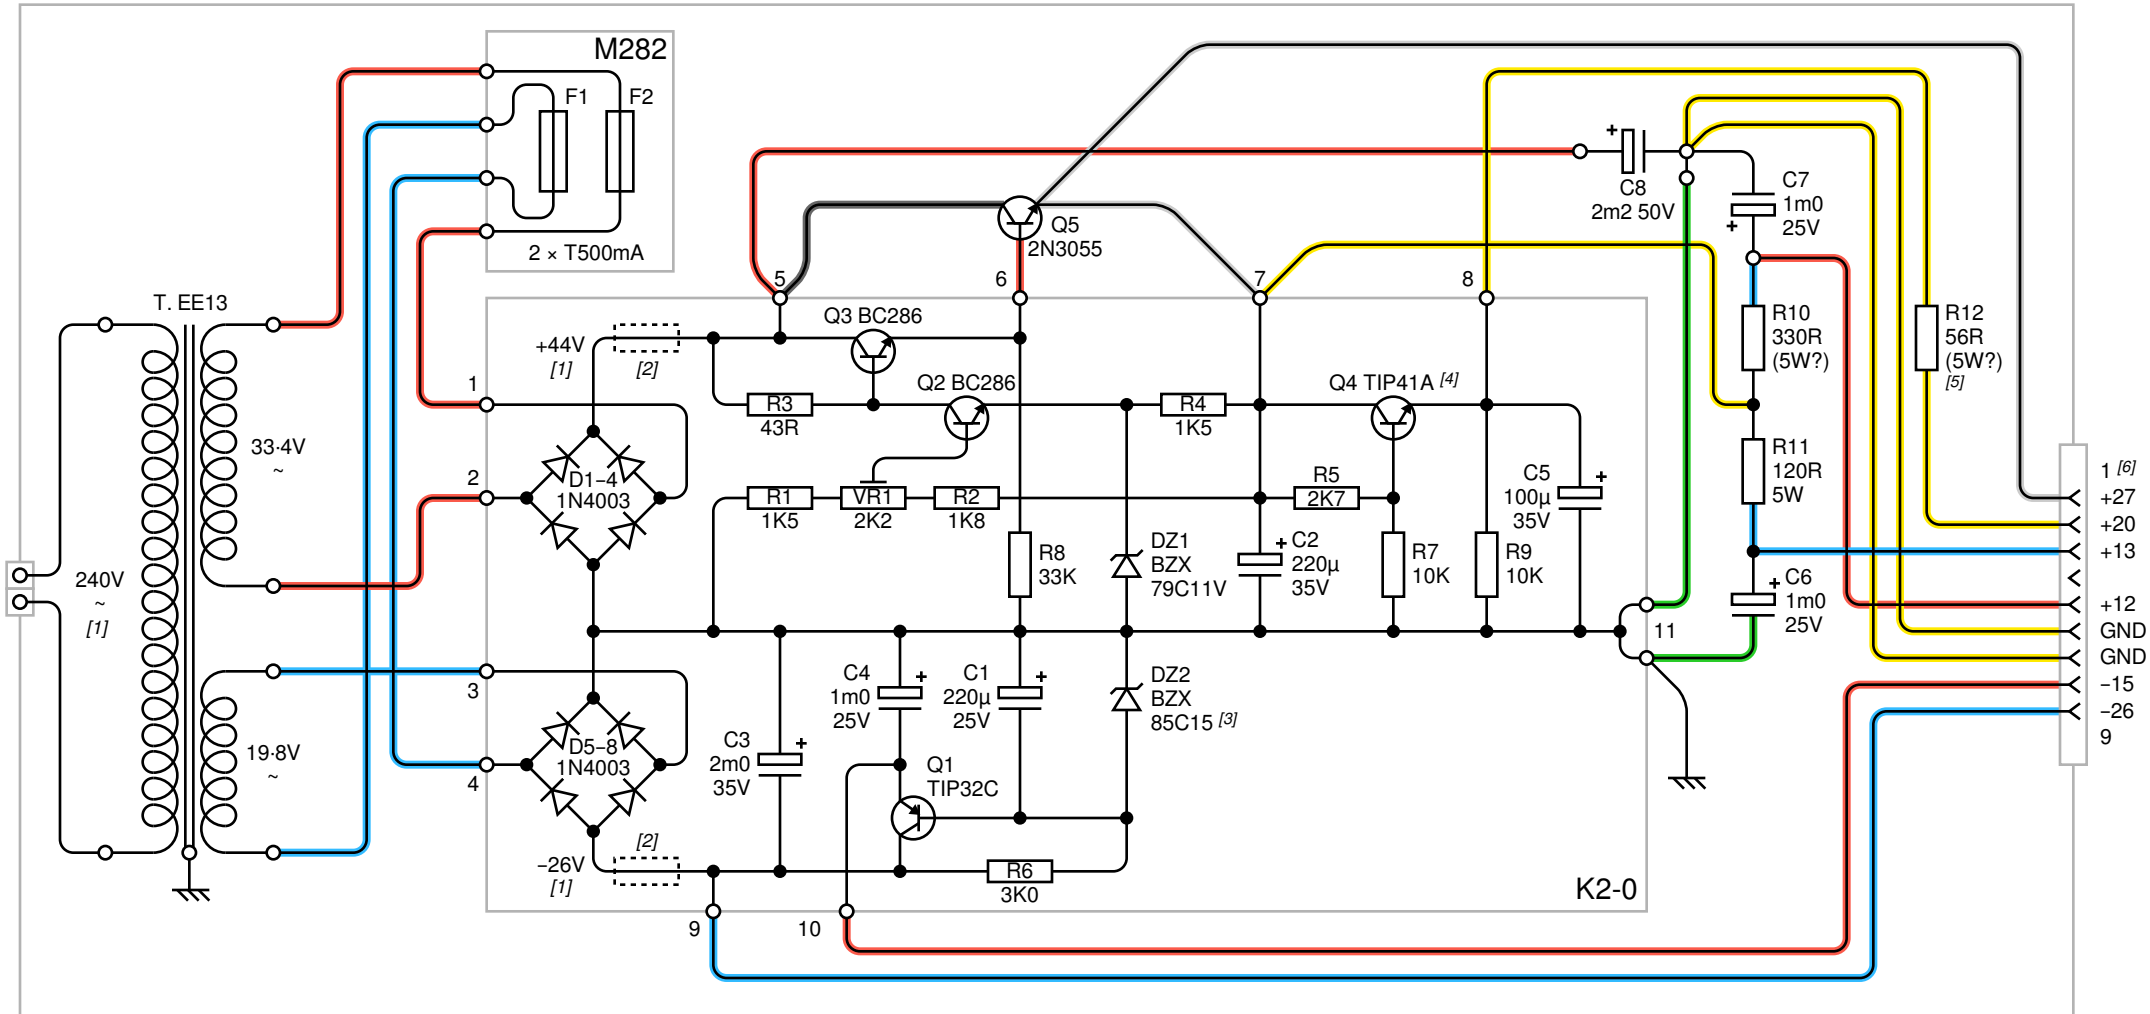 M282
F1
F2
2 × T500mA
T. EE13
33·4V
~
240V
~
[1]
19·8V
~
+
C8
2m2 50V
C7
1m0
25V
+
Q5
2N3055
5
6
7
8
Q3 BC286
+44V
[1]
[2]
1
R3
43R
Q2 BC286
R4
1K5
Q4 TIP41A [4]
R10
330R
(5W?)
R12
56R
(5W?)
[5]
2
D1–4
1N4003
R1
1K5
VR1
2K2
R2
1K8
R5
2K7
C5
100µ
35V
+
R11
120R
5W
R8
33K
DZ1
BZX
79C11V
+
C2
220µ
35V
R7
10K
R9
10K
+
C6
1m0
25V
11
1 [6]
+27
+20
+13
+12
GND
GND
–15
–26
9
3
4
D5–8
1N4003
C3
2m0
35V
+
C4
1m0
25V
+
C1
220µ
25V
+
DZ2
BZX
85C15 [3]
Q1
TIP32C
–26V
[1]
[2]
R6
3K0
K2-0
9
10